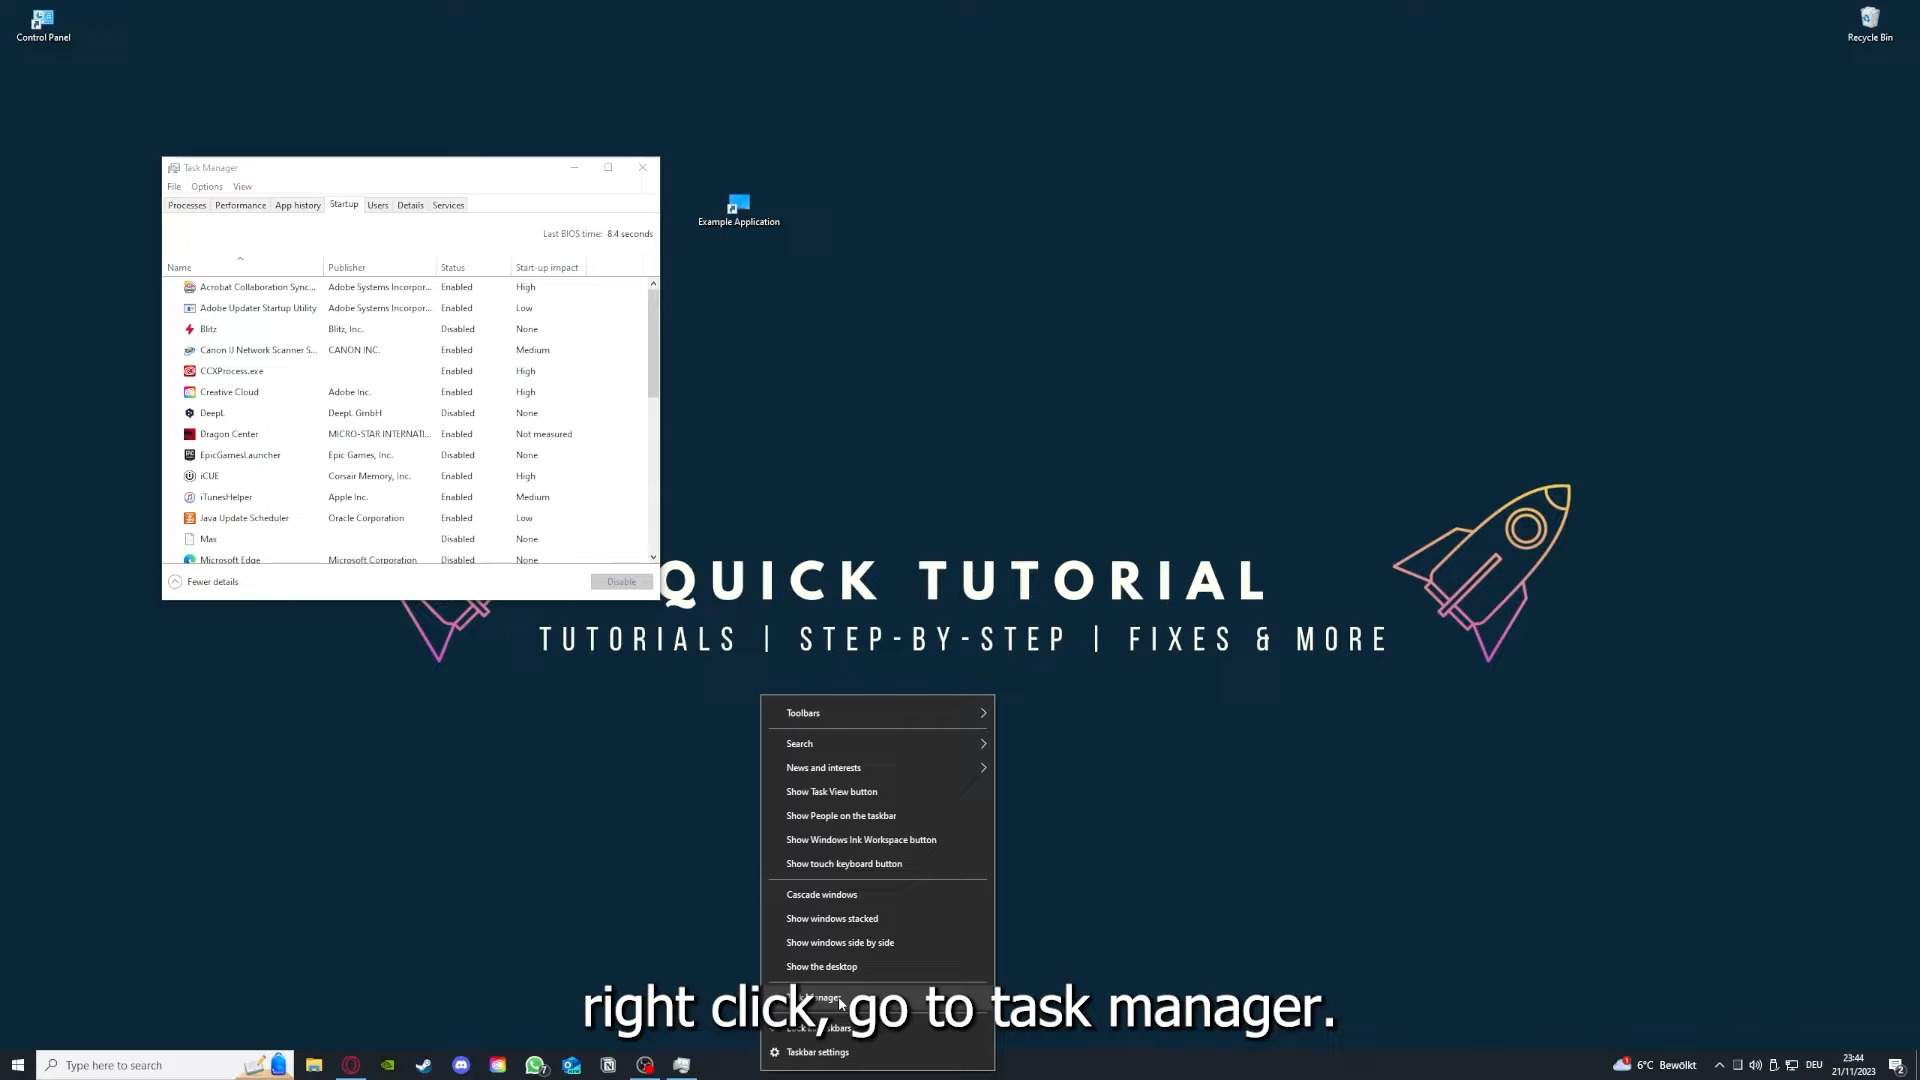 Control Panel
Recycle Bin
Task Manager
File Options View
Processes Performance App history Startup Users Details Services
Last BIOS time: 8.4 seconds
Name Publisher Status Start-up impact
Acrobat Collaboration Sync... Adobe Systems Incorpor... Enabled High
Adobe Updater Startup Utility Adobe Systems Incorpor... Enabled Low
Blitz Blitz, Inc. Disabled None
Canon IJ Network Scanner S... CANON INC. Enabled Medium
CCXProcess.exe Enabled High
Creative Cloud Adobe Inc. Enabled High
DeepL DeepL GmbH Disabled None
Dragon Center MICRO-STAR INTERNATI... Enabled Not measured
EpicGamesLauncher Epic Games, Inc. Disabled None
iCUE Corsair Memory, Inc. Enabled High
iTunesHelper Apple Inc. Enabled Medium
Java Update Scheduler Oracle Corporation Enabled Low
Max Disabled None
Microsoft Edge Microsoft Corporation Disabled None
Fewer details Disable
Example Application
QUICK TUTORIAL
TUTORIALS | STEP-BY-STEP | FIXES & MORE
Toolbars
Search
News and interests
Show Task View button
Show People on the taskbar
Show Windows Ink Workspace button
Show touch keyboard button
Cascade windows
Show windows stacked
Show windows side by side
Show the desktop
right click, go to task manager.
Taskbar settings
Type here to search
7
1
6°C Bewölkt
DEU
23:44
21/11/2023
2